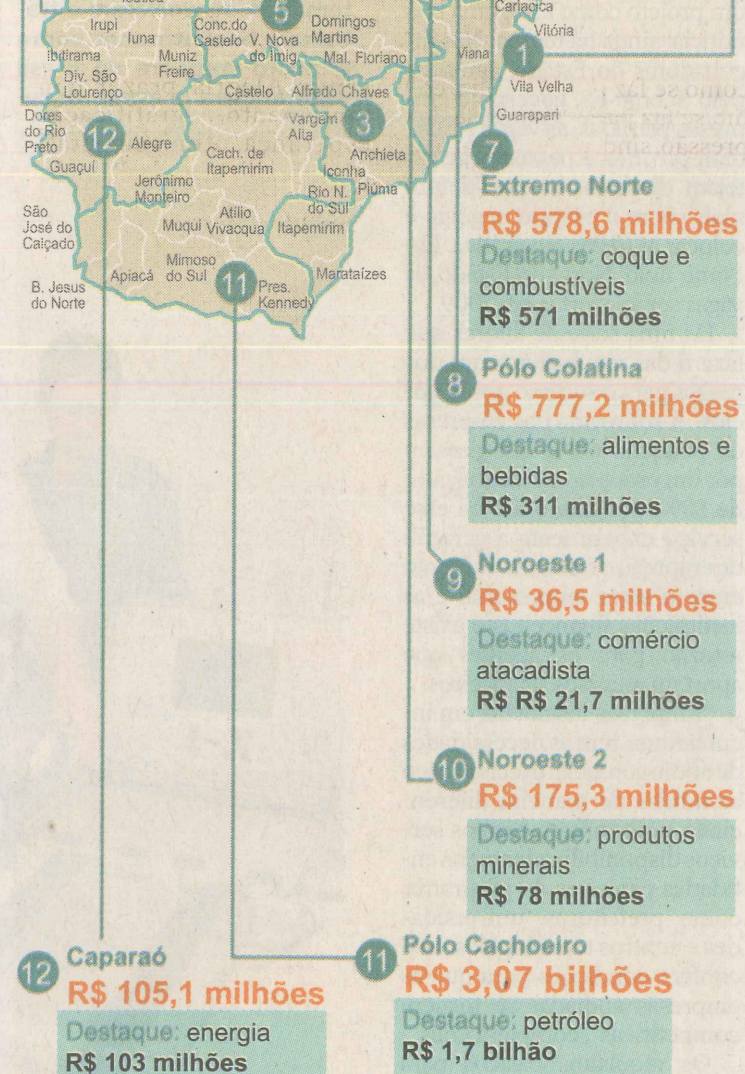 5
Irupi
Iuna
Conc.do
Castelo
V. Nova
do Imig.
Domingos
Martins
Cariacica
Vitória
1
Ibitirama
Muniz
Freire
Mal. Floriano
Viana
Div. São
Lourenço
Castelo
Alfredo Chaves
Vila Velha
Guarapari
Dores
do Rio
Preto
12
Alegre
Vargem
Alta
3
Guaçuí
Cach. de
Itapemirim
Anchieta
Iconha
Jerônimo
Monteiro
Rio N.
do Sul
Piúma
São
José do
Calçado
Muqui
Atílio
Vivacqua
Itapemirim
Mimoso
do Sul
Apiacá
11
Pres.
Kennedy
Marataízes
B. Jesus
do Norte
7
Extremo Norte
R$ 578,6 milhões
Destaque: coque e
combustíveis
R$ 571 milhões
8
Pólo Colatina
R$ 777,2 milhões
Destaque: alimentos e
bebidas
R$ 311 milhões
9
Noroeste 1
R$ 36,5 milhões
Destaque: comércio
atacadista
R$ R$ 21,7 milhões
10
Noroeste 2
R$ 175,3 milhões
Destaque: produtos
minerais
R$ 78 milhões
12
Caparaó
R$ 105,1 milhões
Destaque: energia
R$ 103 milhões
11
Pólo Cachoeiro
R$ 3,07 bilhões
Destaque: petróleo
R$ 1,7 bilhão